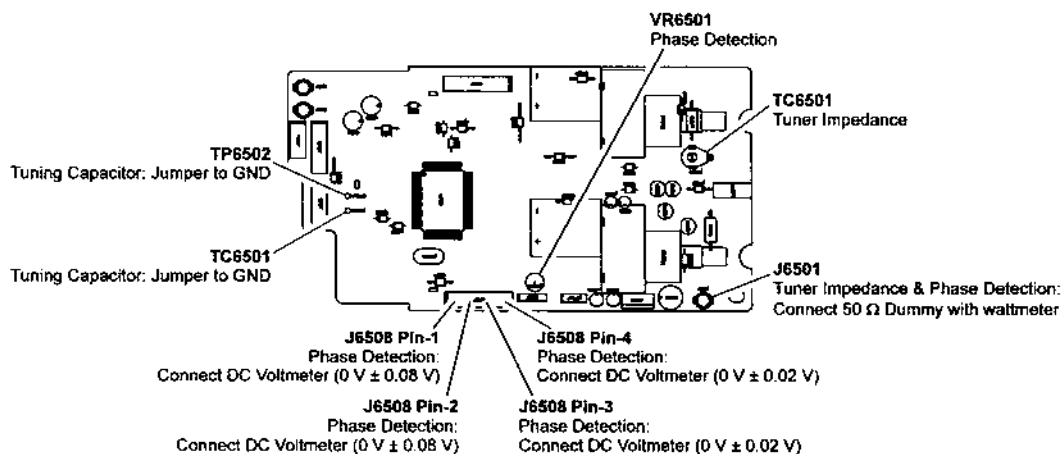 VR6501
Phase Detection
TC6501
Tuner Impedance
TP6502
Tuning Capacitor: Jumper to GND
TC6501
Tuning Capacitor: Jumper to GND
J6501
Tuner Impedance & Phase Detection:
Connect 50 Ω Dummy with wattmeter
J6508 Pin-1
Phase Detection:
Connect DC Voltmeter (0 V ± 0.08 V)
J6508 Pin-4
Phase Detection:
Connect DC Voltmeter (0 V ± 0.02 V)
J6508 Pin-2
Phase Detection:
Connect DC Voltmeter (0 V ± 0.08 V)
J6508 Pin-3
Phase Detection:
Connect DC Voltmeter (0 V ± 0.02 V)